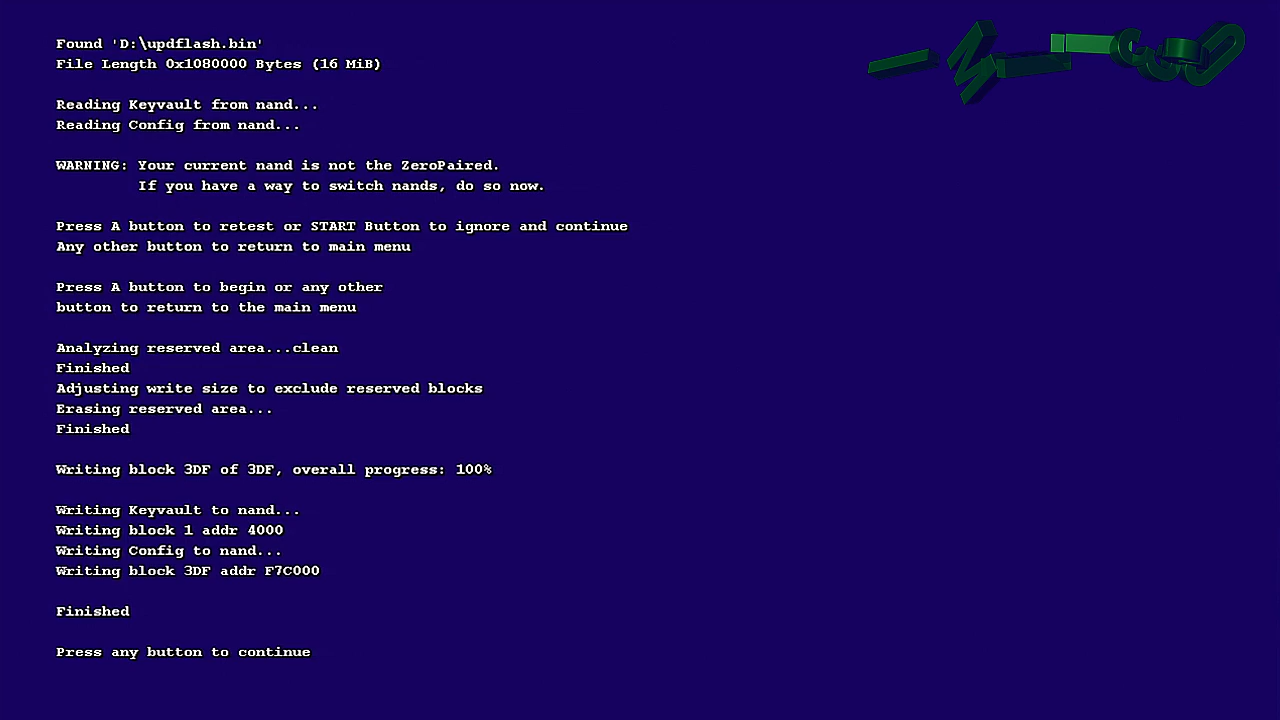 Found 'D:\updflash.bin'
File Length 0x1080000 Bytes (16 MiB)
Reading Keyvault from nand...
Reading Config from nand...
WARNING: Your current nand is not the ZeroPaired.
If you have a way to switch nands, do so now.
Press A button to retest or START Button to ignore and continue
Any other button to return to main menu
Press A button to begin or any other
button to return to the main menu
Analyzing reserved area...clean
Finished
Adjusting write size to exclude reserved blocks
Erasing reserved area...
Finished
Writing block 3DF of 3DF, overall progress: 100%
Writing Keyvault to nand...
Writing block 1 addr 4000
Writing Config to nand...
Writing block 3DF addr F7C000
Finished
Press any button to continue